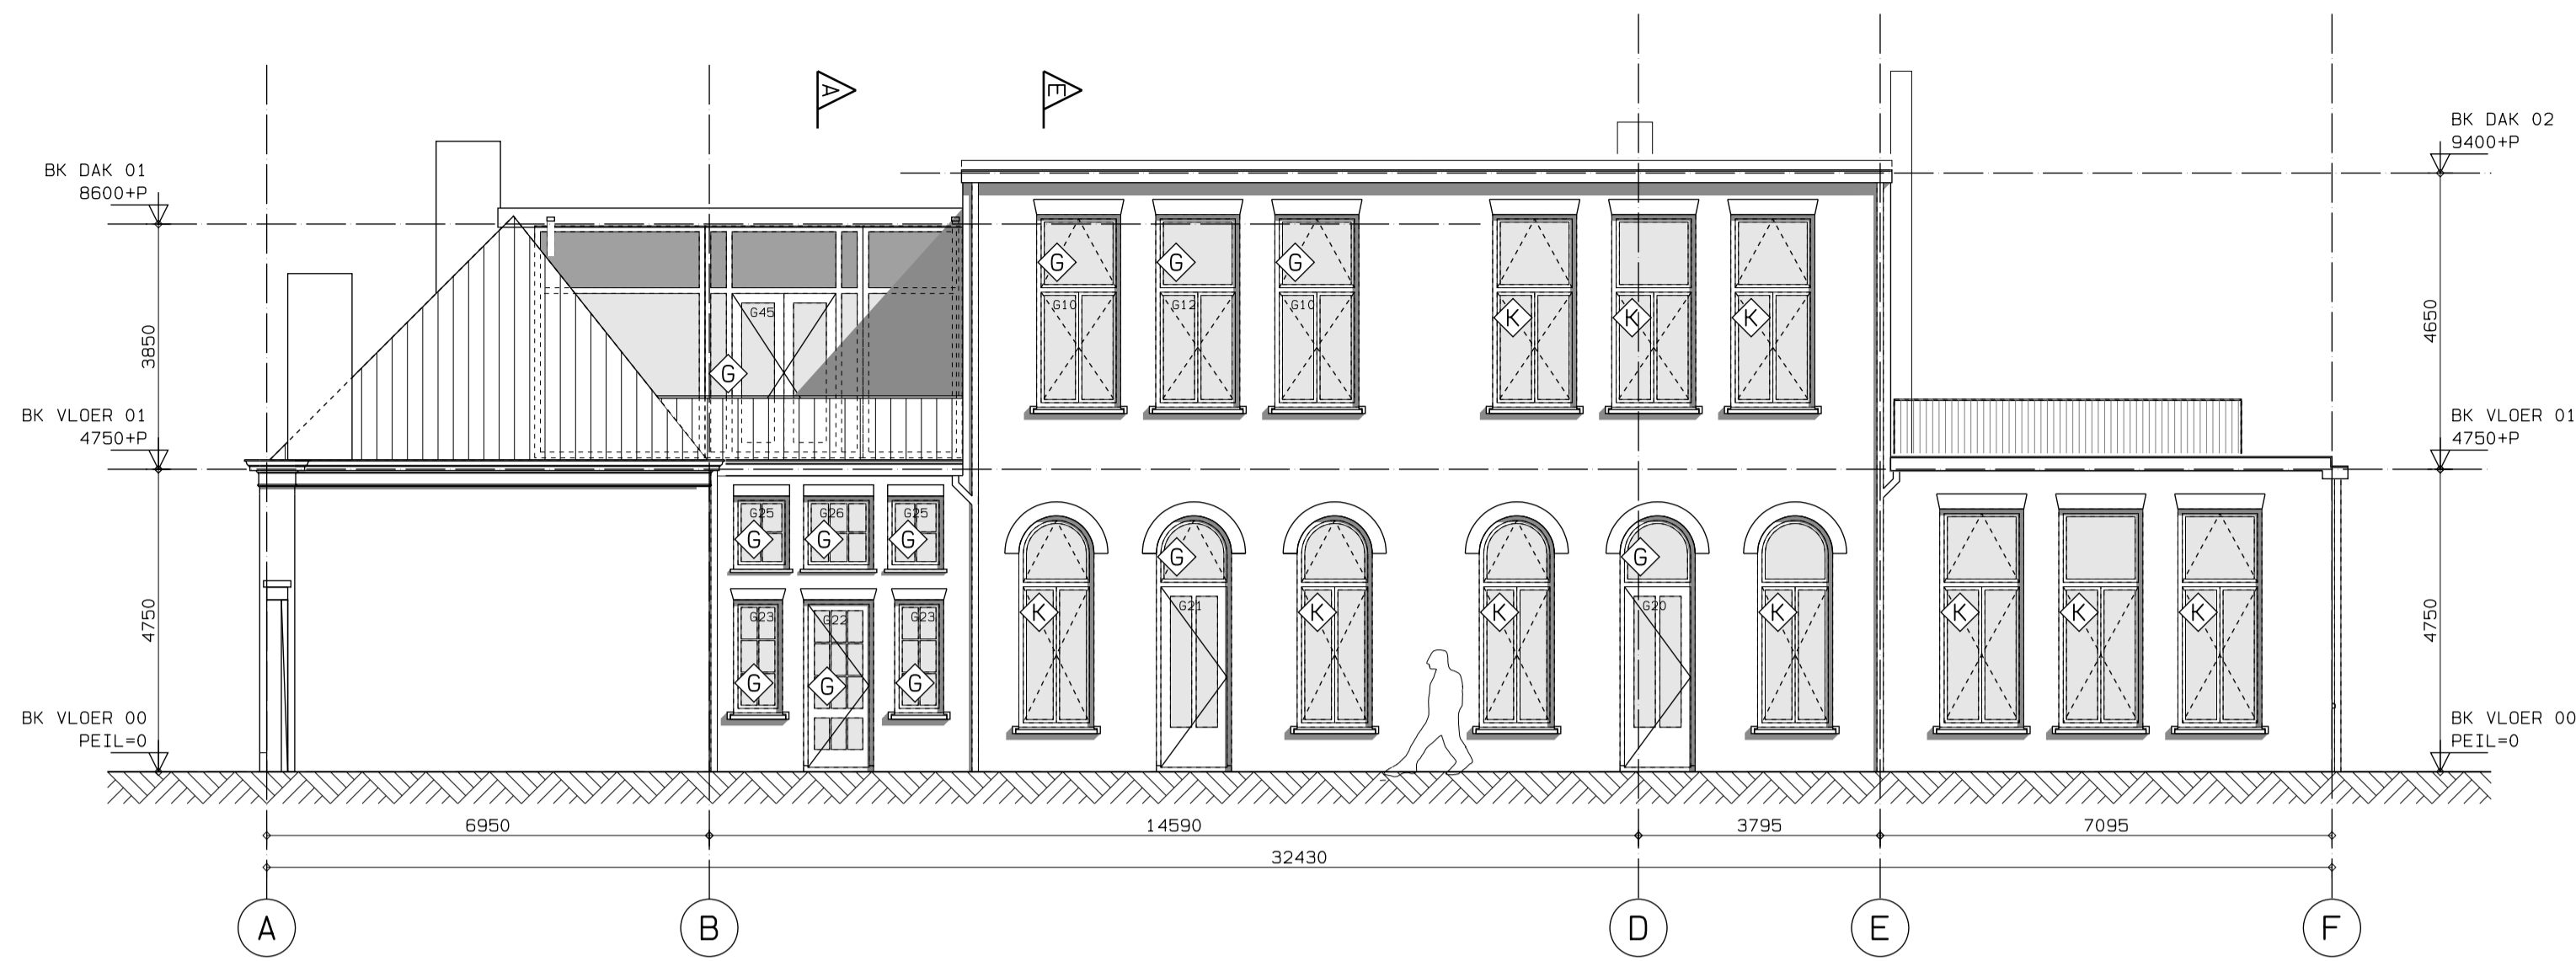 A
E
BK DAK 01
8600+P
BK DAK 02
9400+P
3850
4650
G
G
G
G10
G12
G10
K
K
K
G45
G
BK VLOER 01
4750+P
BK VLOER 01
4750+P
G25
G26
G25
G
G
G
G
G
4750
4750
G23
G22
G23
G21
G20
K
K
K
K
K
K
K
G
G
G
BK VLOER 00
PEIL=0
BK VLOER 00
PEIL=0
6950
14590
3795
7095
32430
A
B
D
E
F